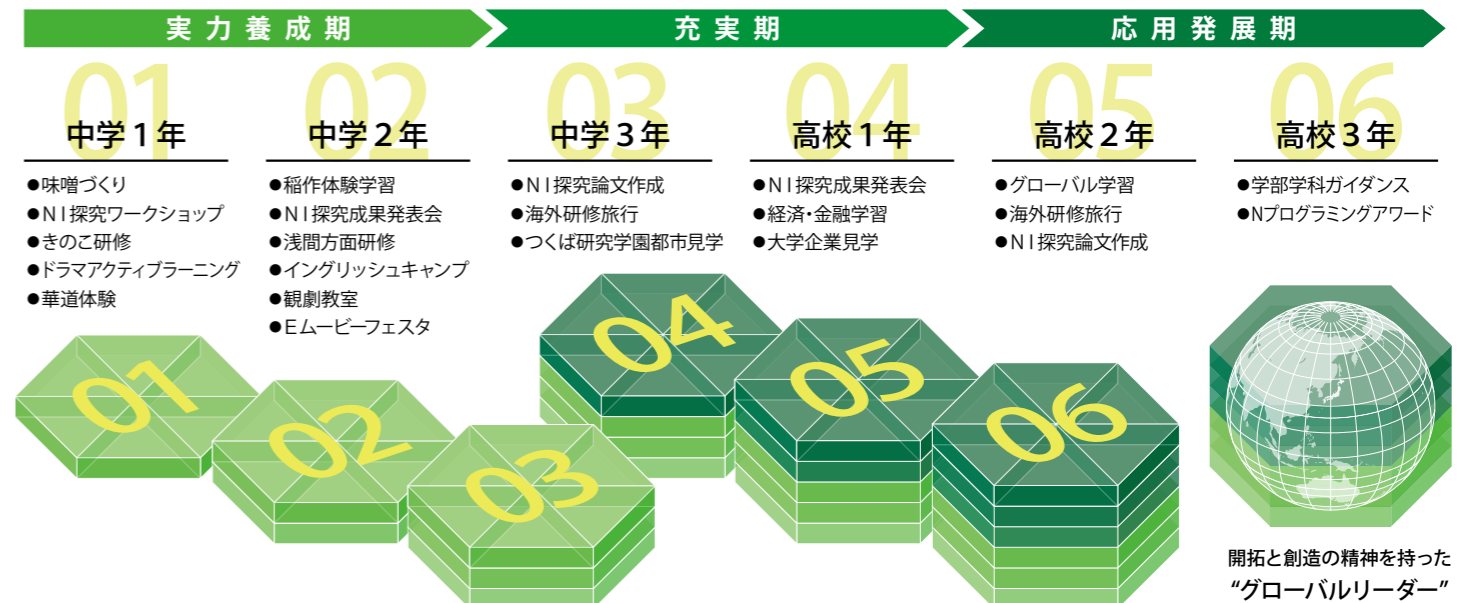 実力養成期
充実期
応用発展期
01
中学1年
●味噌づくり
●NI探究ワークショップ
●きのこ研修
●ドラマアクティブラーニング
●華道体験
02
中学2年
●稲作体験学習
●NI探究成果発表会
●浅間方面研修
●イングリッシュキャンプ
●観劇教室
●Eムービーフェスタ
03
中学3年
●NI探究論文作成
●海外研修旅行
●つくば研究学園都市見学
04
高校1年
●NI探究成果発表会
●経済・金融学習
●大学企業見学
05
高校2年
●グローバル学習
●海外研修旅行
●NI探究論文作成
06
高校3年
●学部学科ガイダンス
●Nプログラミングアワード
01
02
03
04
05
06
開拓と創造の精神を持った
“グローバルリーダー”